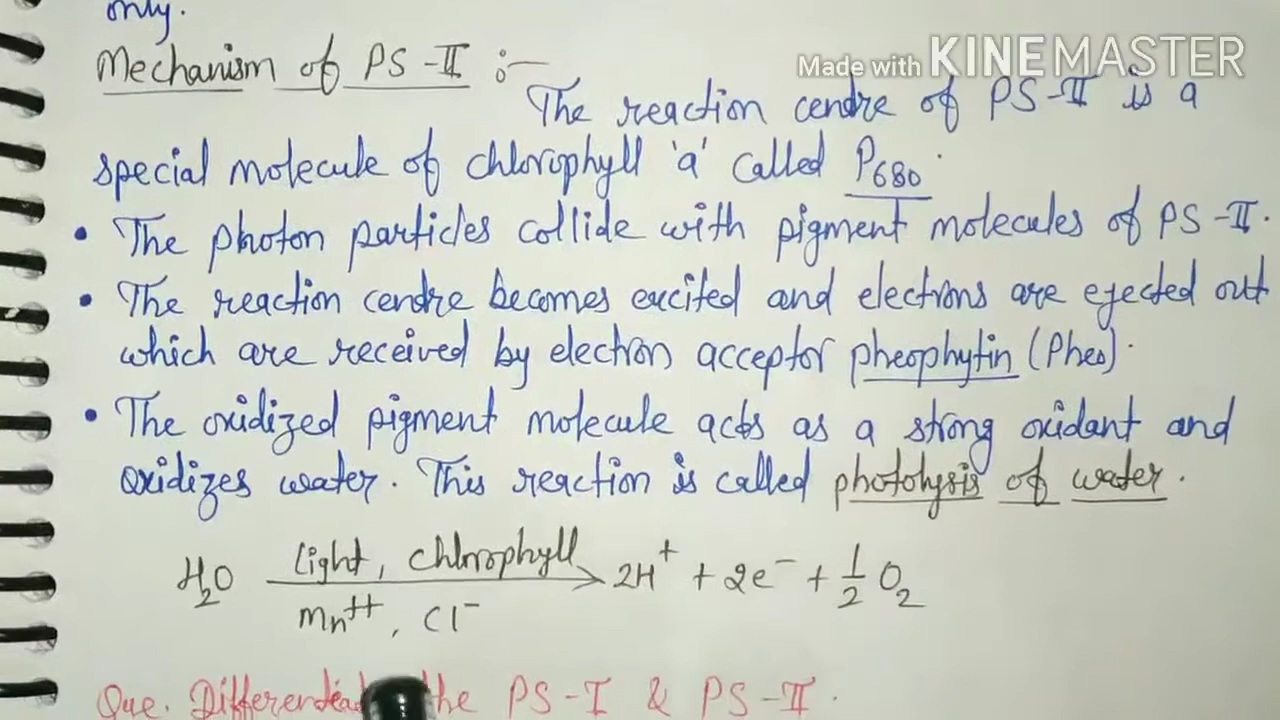 only.
Made with KINEMASTER
Mechanism of PS-II :-
The reaction centre of PS-II is a
special molecule of chlorophyll 'a' called P680.
• The photon particles collide with pigment molecules of PS-II.
• The reaction centre becomes excited and electrons are ejected out
which are received by electron acceptor pheophytin (Pheo).
• The oxidized pigment molecule acts as a strong oxidant and
oxidizes water. This reaction is called photolysis of water.
light, chlorophyll
H2O → 2H+ + 2e- + 1/2 O2
Mn++, Cl-
Que. the PS-I & PS-II.